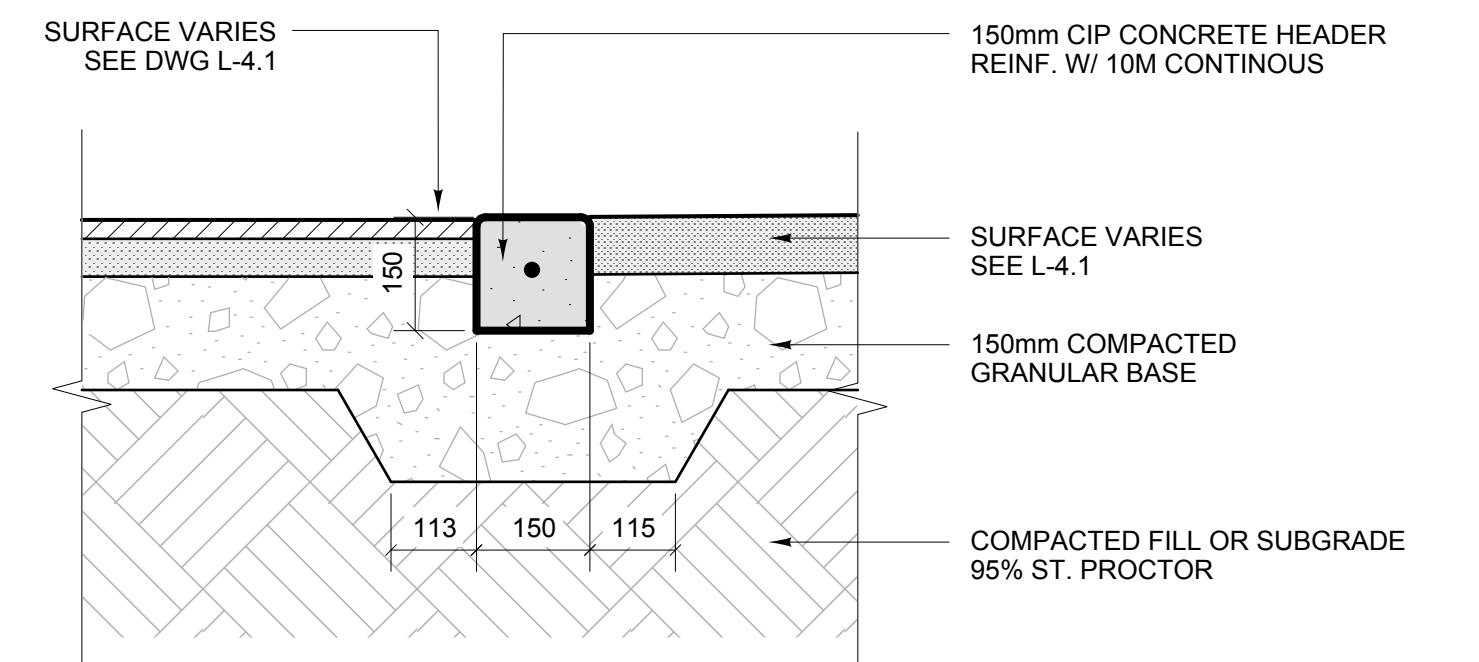 SURFACE VARIES
SEE DWG L-4.1
150mm CIP CONCRETE HEADER
REINF. W/ 10M CONTINOUS
SURFACE VARIES
SEE L-4.1
150
150mm COMPACTED
GRANULAR BASE
113 150 115
COMPACTED FILL OR SUBGRADE
95% ST. PROCTOR